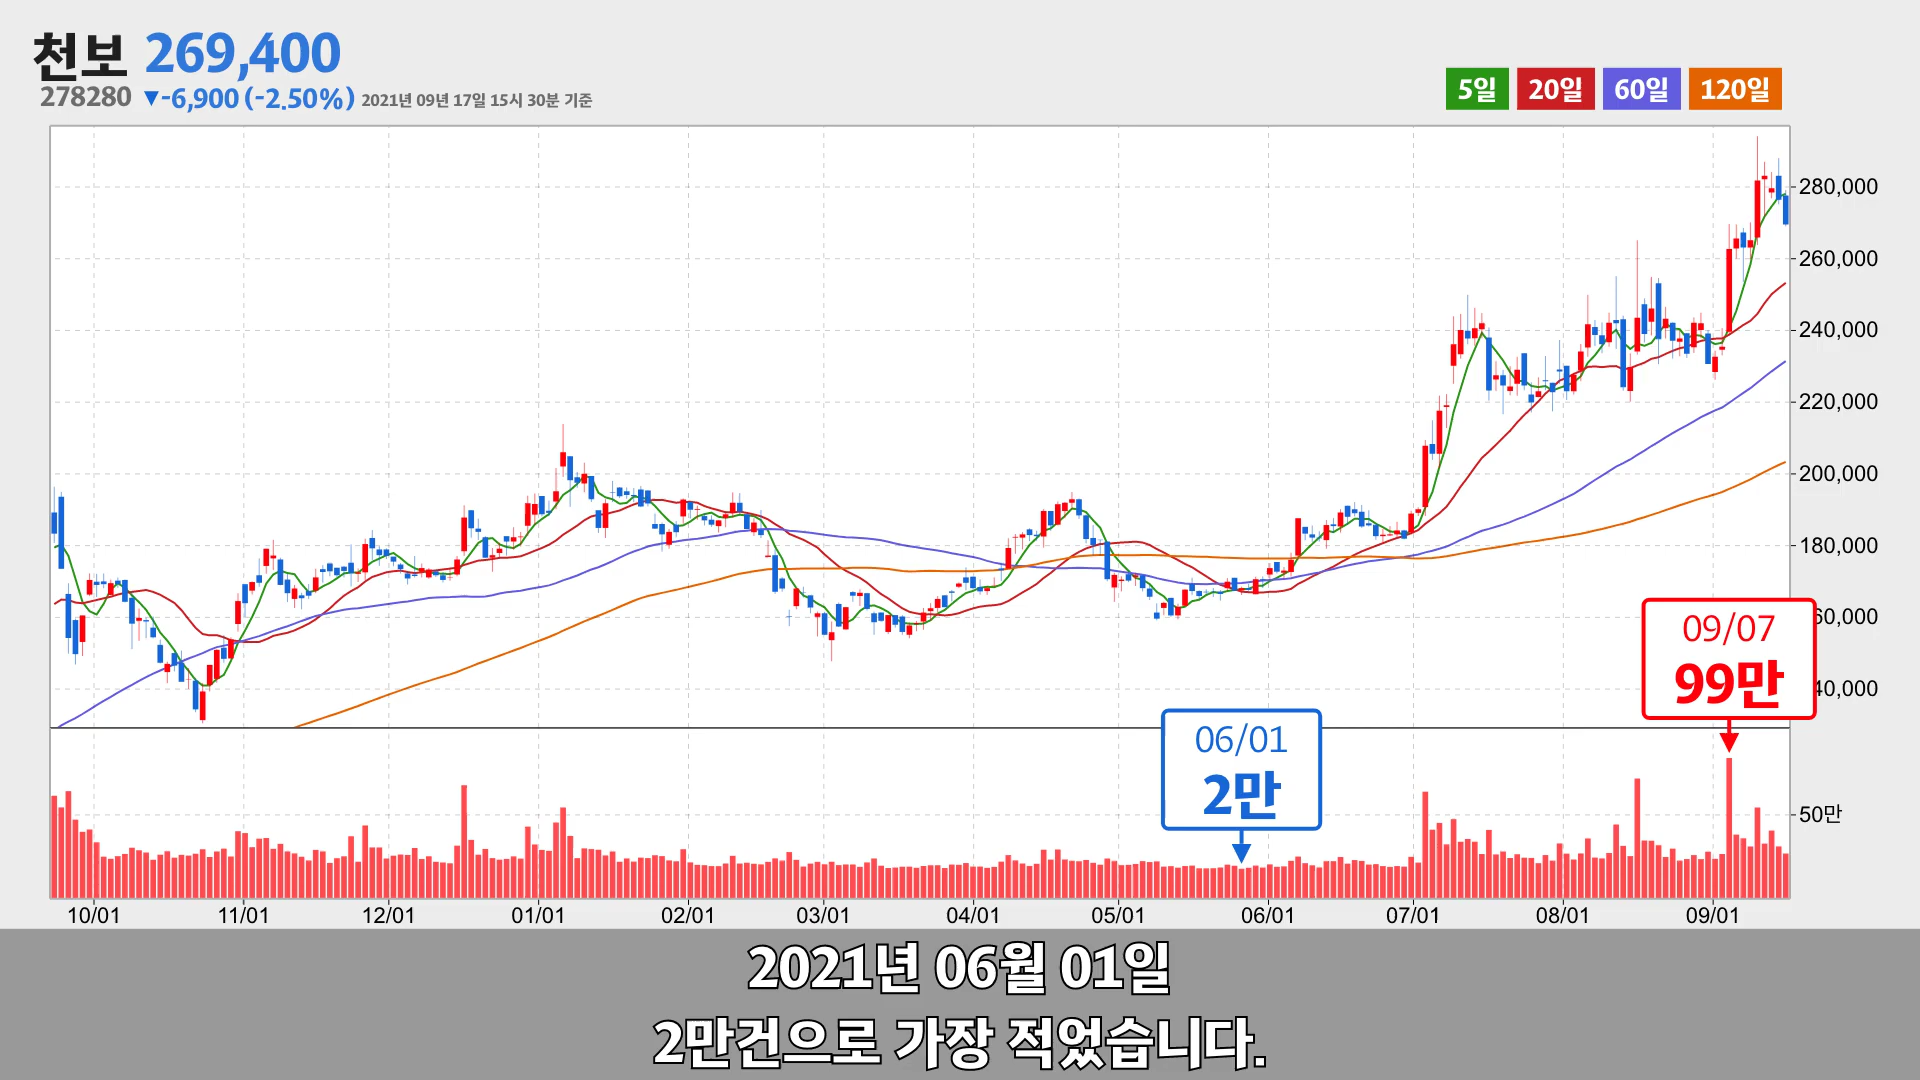 천보 269,400
278280 ▼-6,900 (-2.50%) 2021년 09년 17일 15시 30분 기준
5일 20일 60일 120일
280,000
260,000
240,000
220,000
200,000
180,000
60,000
40,000
09/07
99만
06/01
2만
50만
10/01 11/01 12/01 01/01 02/01 03/01 04/01 05/01 06/01 07/01 08/01 09/01
2021년 06월 01일
2만건으로 가장 적었습니다.